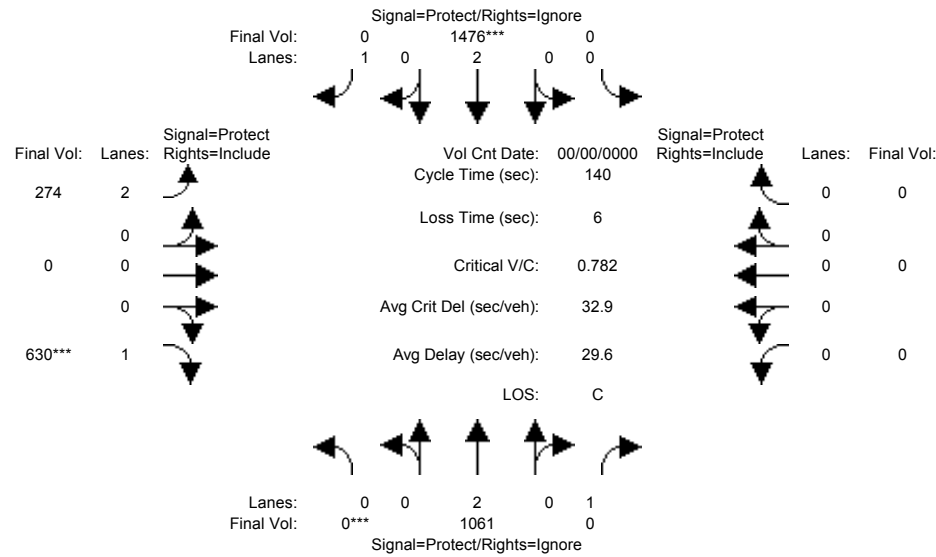 Signal=Protect/Rights=Ignore
Final Vol: 0 1476*** 0
Lanes: 1 0 2 0 0
Signal=Protect Signal=Protect
Final Vol: Lanes: Rights=Include Vol Cnt Date: 00/00/0000 Rights=Include Lanes: Final Vol:
Cycle Time (sec): 140
274 2 0 0
Loss Time (sec): 6
0 0
0 0 Critical V/C: 0.782 0 0
0 Avg Crit Del (sec/veh): 32.9 0
630*** 1 Avg Delay (sec/veh): 29.6 0 0
LOS: C
Lanes: 0 0 2 0 1
Final Vol: 0*** 1061 0
Signal=Protect/Rights=Ignore